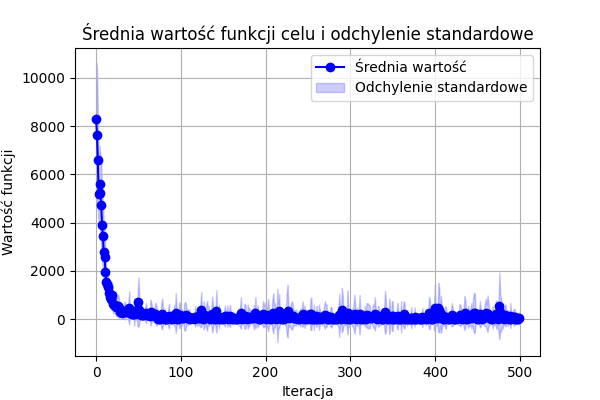 Średnia wartość funkcji celu i odchylenie standardowe
Średnia wartość
Odchylenie standardowe
Wartość funkcji
10000
8000
6000
4000
2000
0
0 100 200 300 400 500
Iteracja